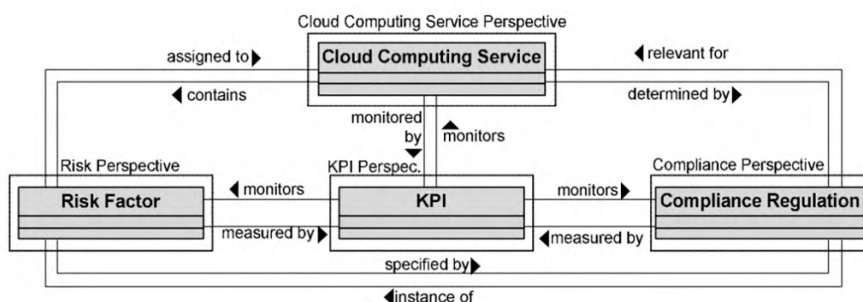 Cloud Computing Service Perspective
assigned to
Cloud Computing Service
relevant for
contains
determined by
monitored
by
monitors
Risk Perspective
KPI Perspec.
Compliance Perspective
Risk Factor
monitors
KPI
monitors
Compliance Regulation
measured by
measured by
specified by
instance of